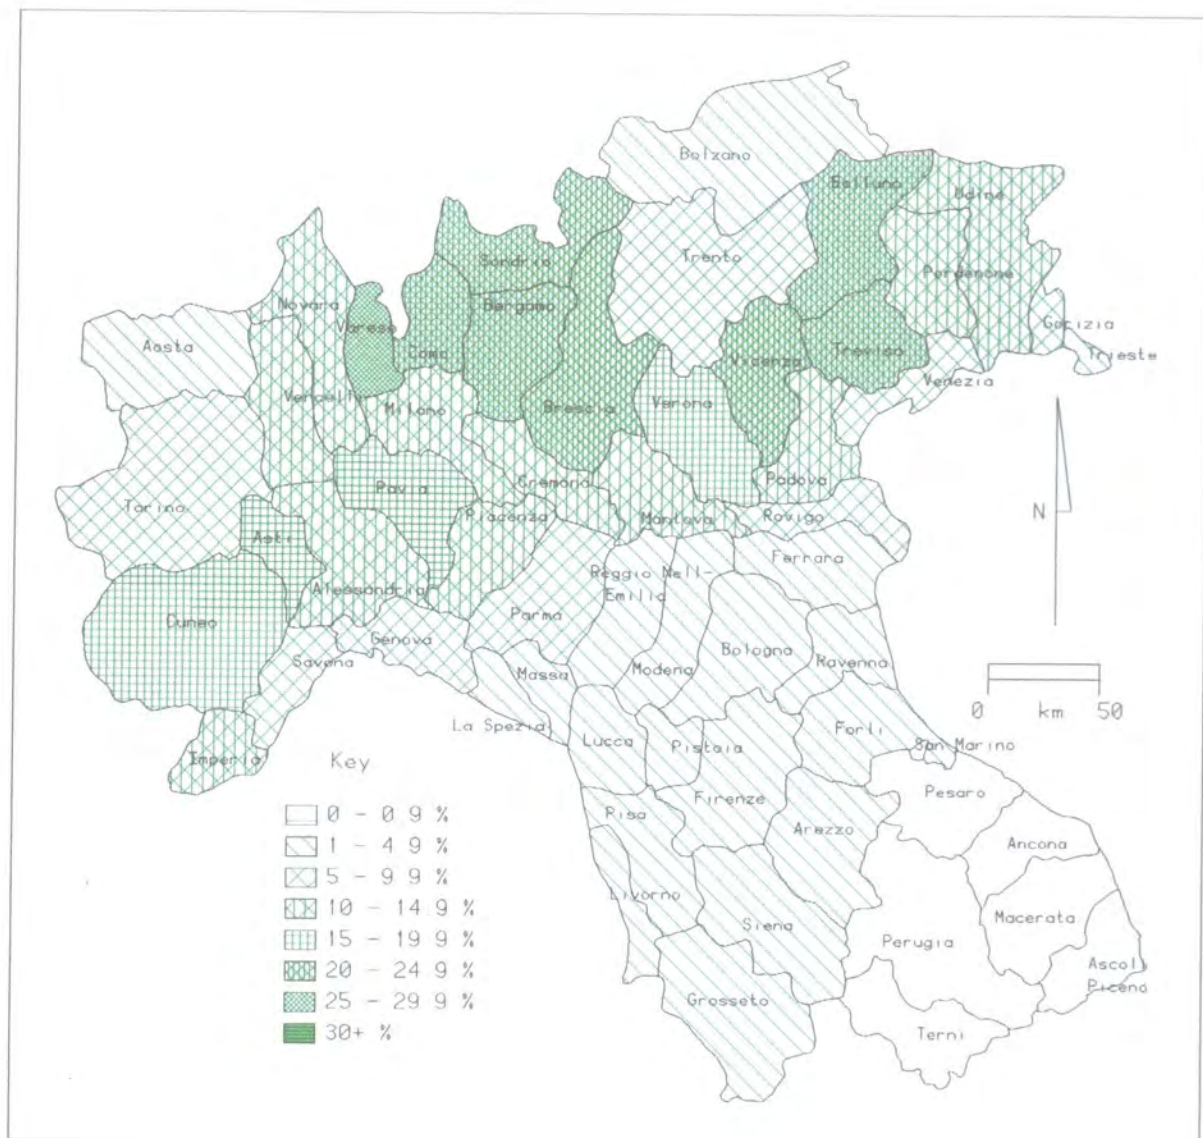 Bolzano
Belluno
Udine
Sondrio
Trento
Pordenone
Novara
Bergamo
Varese
Como
Gorizia
Trieste
Aosta
Treviso
Vicenza
Venezia
Vercelli
Milano
Brescia
Verona
Pavia
Cremona
Padova
Torino
Piacenza
Mantova
Rovigo
N
Asti
Ferrara
Reggio Nell-
Emilia
Alessandria
Parma
Cuneo
Genova
Bologna
Savona
Massa
Modena
Ravenna
La Spezia
Lucca
Pistoia
Forli
San Marino
0 km 50
Imperia
Pesaro
Pisa
Firenze
Arezzo
Ancona
Livorno
Siena
Macerata
Perugia
Ascoli
Piceno
Grosseto
Terni
Key
0 - 0 9 %
1 - 4 9 %
5 - 9 9 %
10 - 14 9 %
15 - 19 9 %
20 - 24 9 %
25 - 29 9 %
30+ %